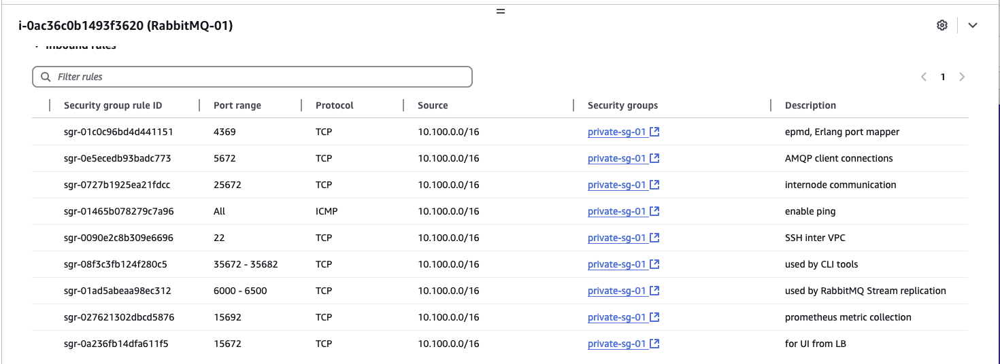 i-0ac36c0b1493f3620 (RabbitMQ-01)
Inbound rules
Filter rules
1
Security group rule ID Port range Protocol Source Security groups Description
sgr-01c0c96bd4d441151 4369 TCP 10.100.0.0/16 private-sg-01 epmd, Erlang port mapper
sgr-0e5ecedb93badc773 5672 TCP 10.100.0.0/16 private-sg-01 AMQP client connections
sgr-0727b1925ea21fdcc 25672 TCP 10.100.0.0/16 private-sg-01 internode communication
sgr-01465b078279c7a96 All ICMP 10.100.0.0/16 private-sg-01 enable ping
sgr-0090e2c8b309e6696 22 TCP 10.100.0.0/16 private-sg-01 SSH inter VPC
sgr-08f3c3fb124f280c5 35672 - 35682 TCP 10.100.0.0/16 private-sg-01 used by CLI tools
sgr-01ad5abeaa98ec312 6000 - 6500 TCP 10.100.0.0/16 private-sg-01 used by RabbitMQ Stream replication
sgr-027621302dbcd5876 15692 TCP 10.100.0.0/16 private-sg-01 prometheus metric collection
sgr-0a236fb14dfa611f5 15672 TCP 10.100.0.0/16 private-sg-01 for UI from LB